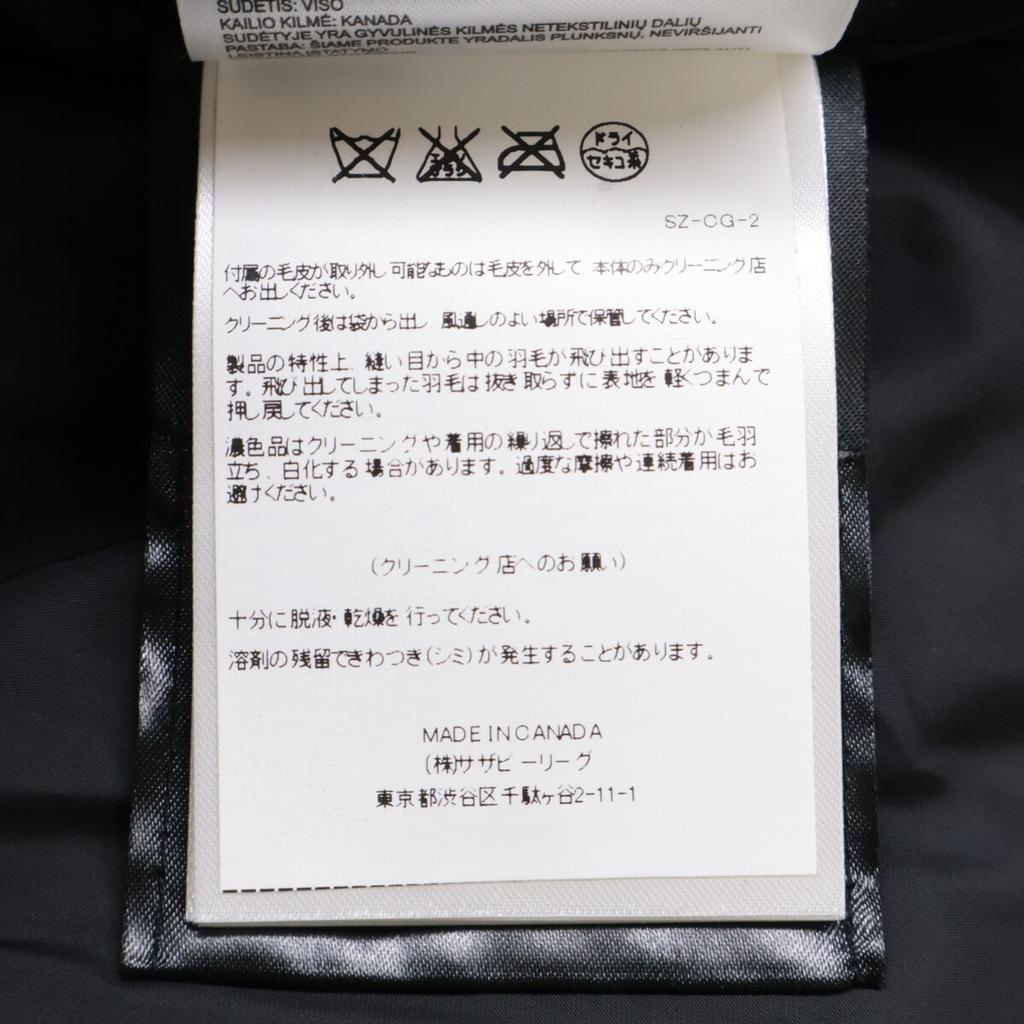 SUDĖTIS: VISO
KAILIO KILMĖ: KANADA
SUDĖTYJE YRA GYVULINĖS KILMĖS NETEKSTILINIŲ DALIŲ
PASTABA: ŠIAME PRODUKTE YRADALIS PLUNKSNŲ, NEVIRŠIJANTI
LEISTINA ĮSTATYMO
ドライ
セキユ系
SZ-CG-2
付属の毛皮が取り外し可能なものは毛皮を外して、本体のみクリーニング店
へお出しください。
クリーニング後は袋から出し、風通しのよい場所で保管してください。
製品の特性上、縫い目から中の羽毛が飛び出すことがありま
す。飛び出してしまった羽毛は抜き取らずに表地を軽くつまんで
押し戻してください。
濃色品はクリーニングや着用の繰り返しで擦れた部分が毛羽
立ち、白化する場合があります。過度な摩擦や連続着用はお
避けください。
(クリーニング店へのお願い)
十分に脱液・乾燥を行ってください。
溶剤の残留できわつき(シミ)が発生することがあります。
MADE IN CANADA
(株)サザビーリーグ
東京都渋谷区千駄ヶ谷2-11-1